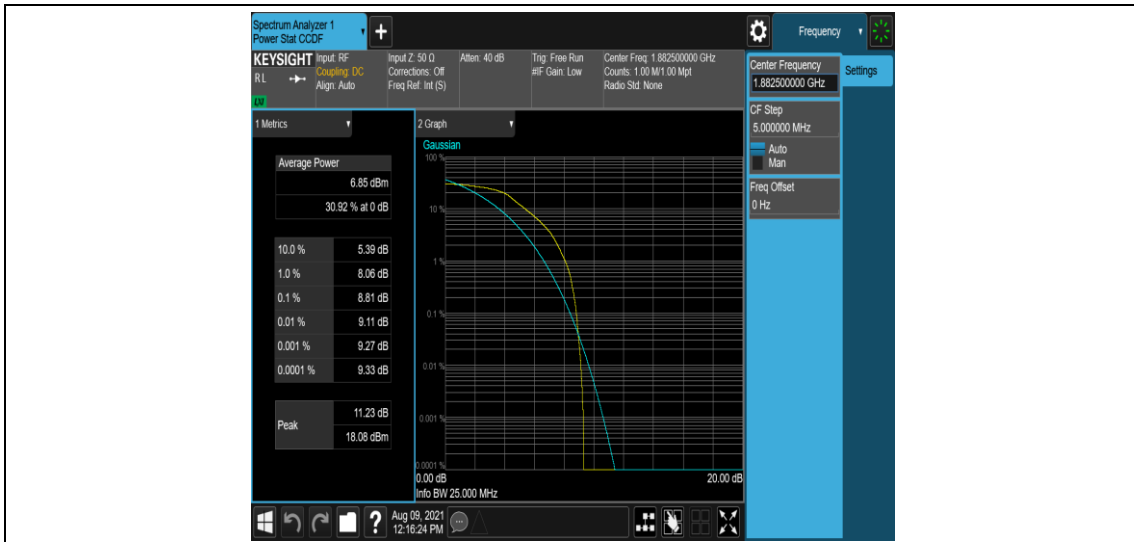 Spectrum Analyzer 1
Power Stat CCDF
Frequency
KEYSIGHT
RL
LM
Input: RF
Coupling: DC
Align: Auto
Input Z: 50 Ω
Corrections: Off
Freq Ref: Int (S)
Atten: 40 dB
Trig: Free Run
#IF Gain: Low
Center Freq: 1.882500000 GHz
Counts: 1.00 M/1.00 Mpt
Radio Std: None
Center Frequency
1.882500000 GHz
Settings
CF Step
5.000000 MHz
Auto
Man
Freq Offset
0 Hz
1 Metrics
Average Power
6.85 dBm
30.92 % at 0 dB
10.0 % 5.39 dB
1.0 % 8.06 dB
0.1 % 8.81 dB
0.01 % 9.11 dB
0.001 % 9.27 dB
0.0001 % 9.33 dB
Peak
11.23 dB
18.08 dBm
2 Graph
Gaussian
100 %
10 %
1 %
0.1 %
0.01 %
0.001 %
0.0001 %
0.00 dB 20.00 dB
Info BW 25.000 MHz
Aug 09, 2021
12:16:24 PM